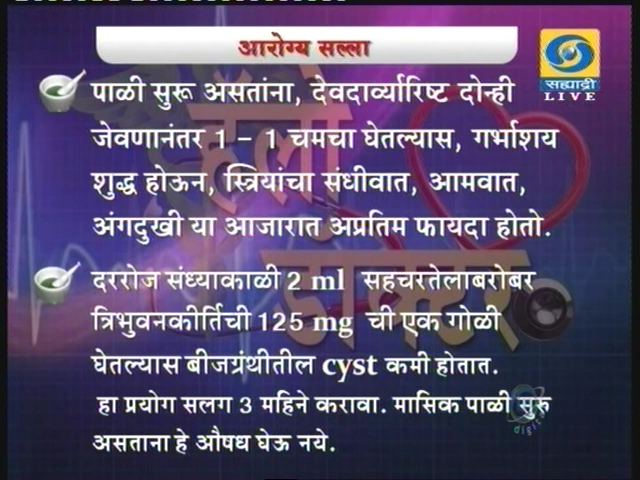 आरोग्य सल्ला
सह्याद्री
LIVE
पाळी सुरू असतांना, देवदार्व्यारिष्ट दोन्ही
जेवणानंतर 1 – 1 चमचा घेतल्यास, गर्भाशय
शुद्ध होऊन, स्त्रियांचा संधीवात, आमवात,
अंगदुखी या आजारात अप्रतिम फायदा होतो.
दररोज संध्याकाळी 2 ml सहचरतेलाबरोबर
त्रिभुवनकीर्तिची 125 mg ची एक गोळी
घेतल्यास बीजग्रंथीतील cyst कमी होतात.
हा प्रयोग सलग 3 महिने करावा. मासिक पाळी सुरु
असताना हे औषध घेऊ नये.
हॅलो
डॉक्टर